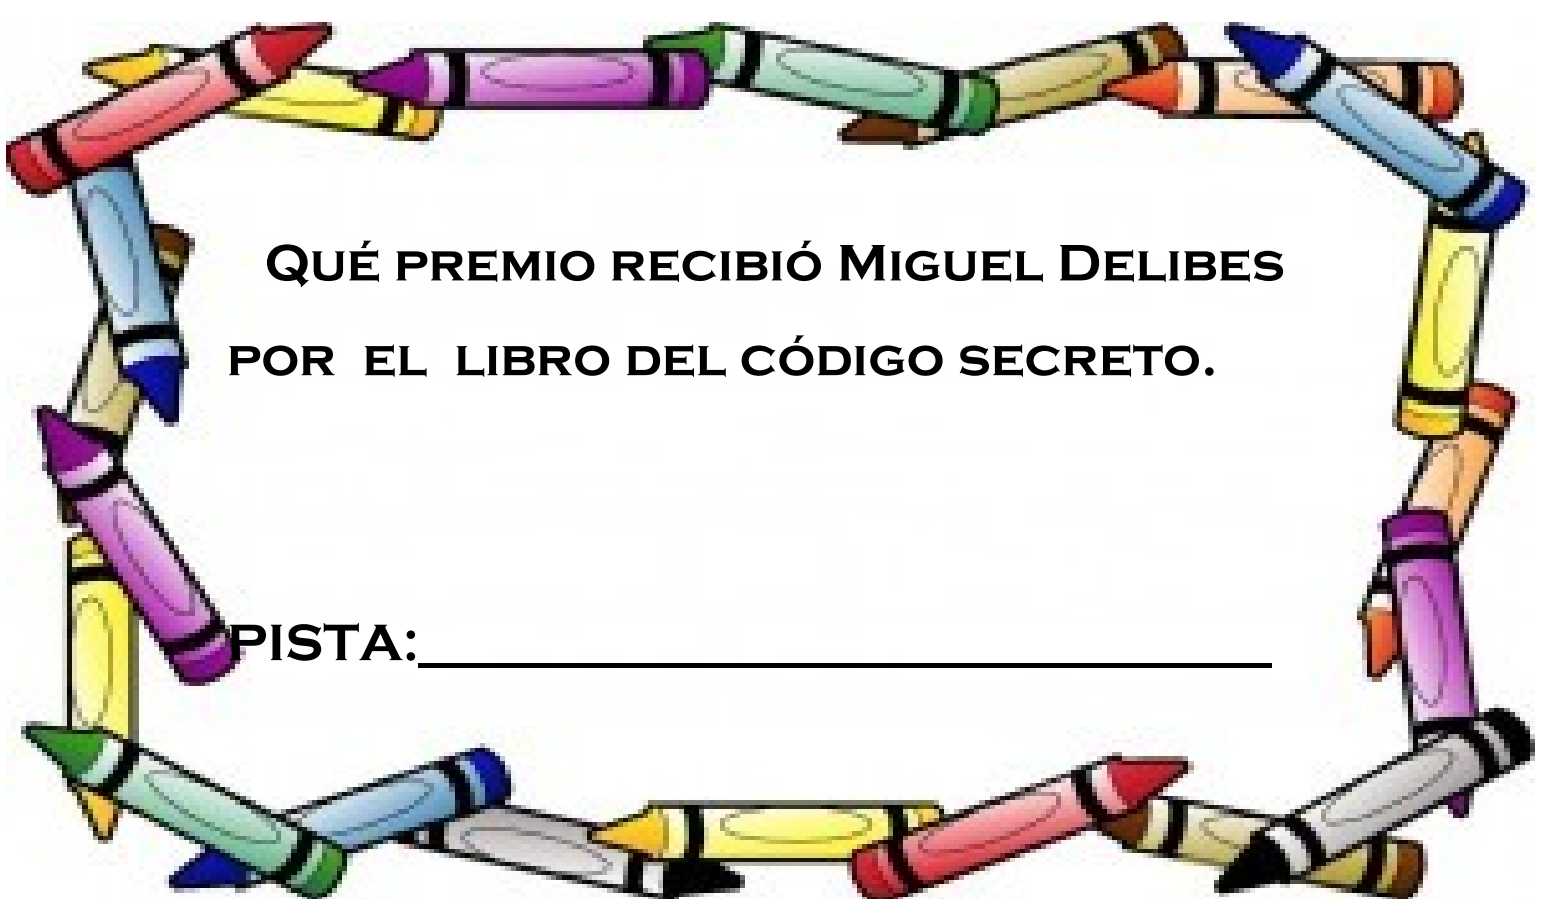 Qué premio recibió Miguel Delibes
por el libro del código secreto.
PISTA: